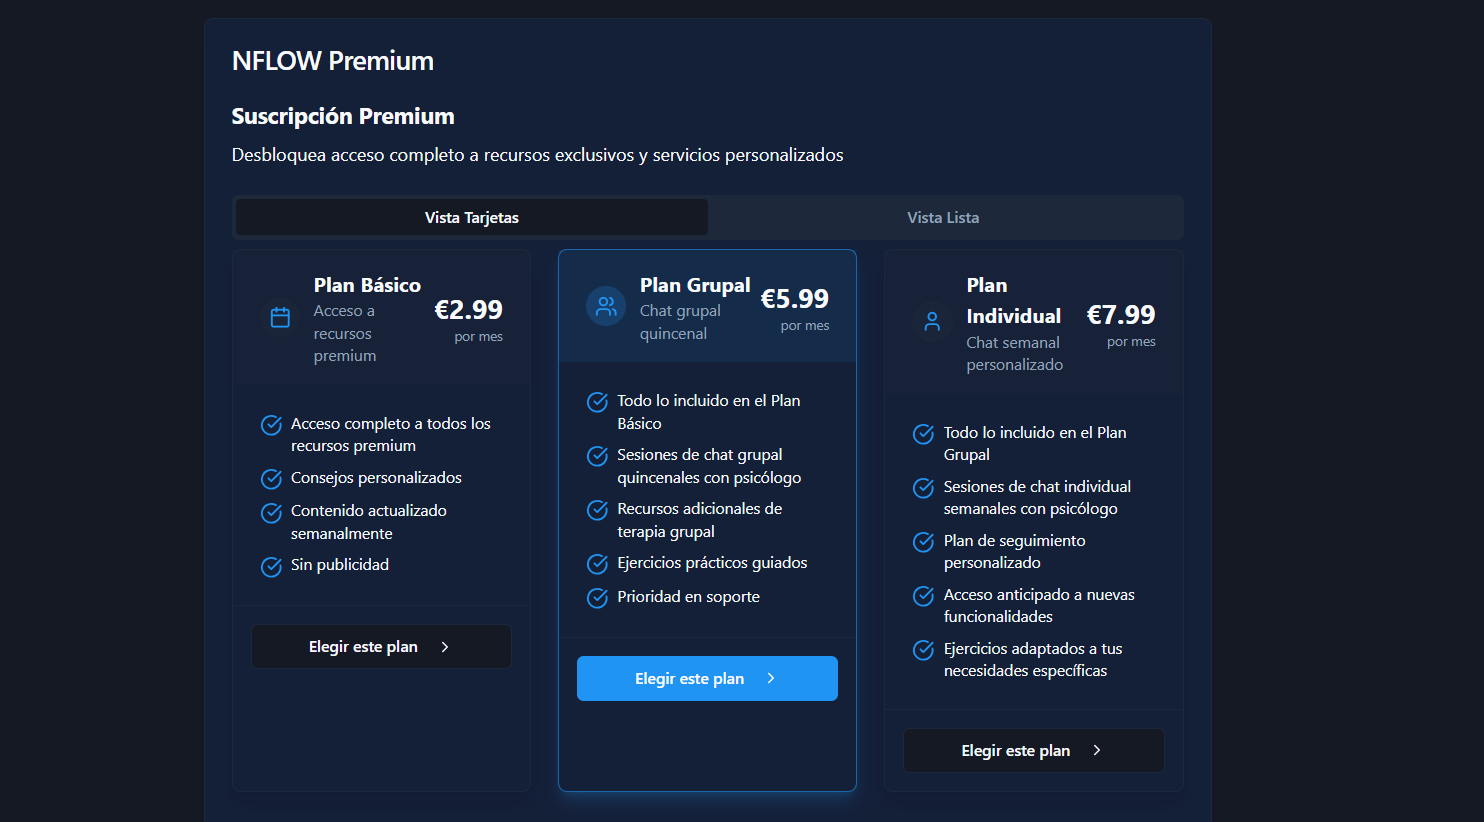 NFLOW Premium
Suscripción Premium
Desbloquea acceso completo a recursos exclusivos y servicios personalizados
Vista Tarjetas
Vista Lista
Plan Básico
Acceso a
recursos
premium
€2.99
por mes
Acceso completo a todos los
recursos premium
Consejos personalizados
Contenido actualizado
semanalmente
Sin publicidad
Elegir este plan
Plan Grupal
Chat grupal
quincenal
€5.99
por mes
Todo lo incluido en el Plan
Básico
Sesiones de chat grupal
quincenales con psicólogo
Recursos adicionales de
terapia grupal
Ejercicios prácticos guiados
Prioridad en soporte
Elegir este plan
Plan
Individual
Chat semanal
personalizado
€7.99
por mes
Todo lo incluido en el Plan
Grupal
Sesiones de chat individual
semanales con psicólogo
Plan de seguimiento
personalizado
Acceso anticipado a nuevas
funcionalidades
Ejercicios adaptados a tus
necesidades específicas
Elegir este plan